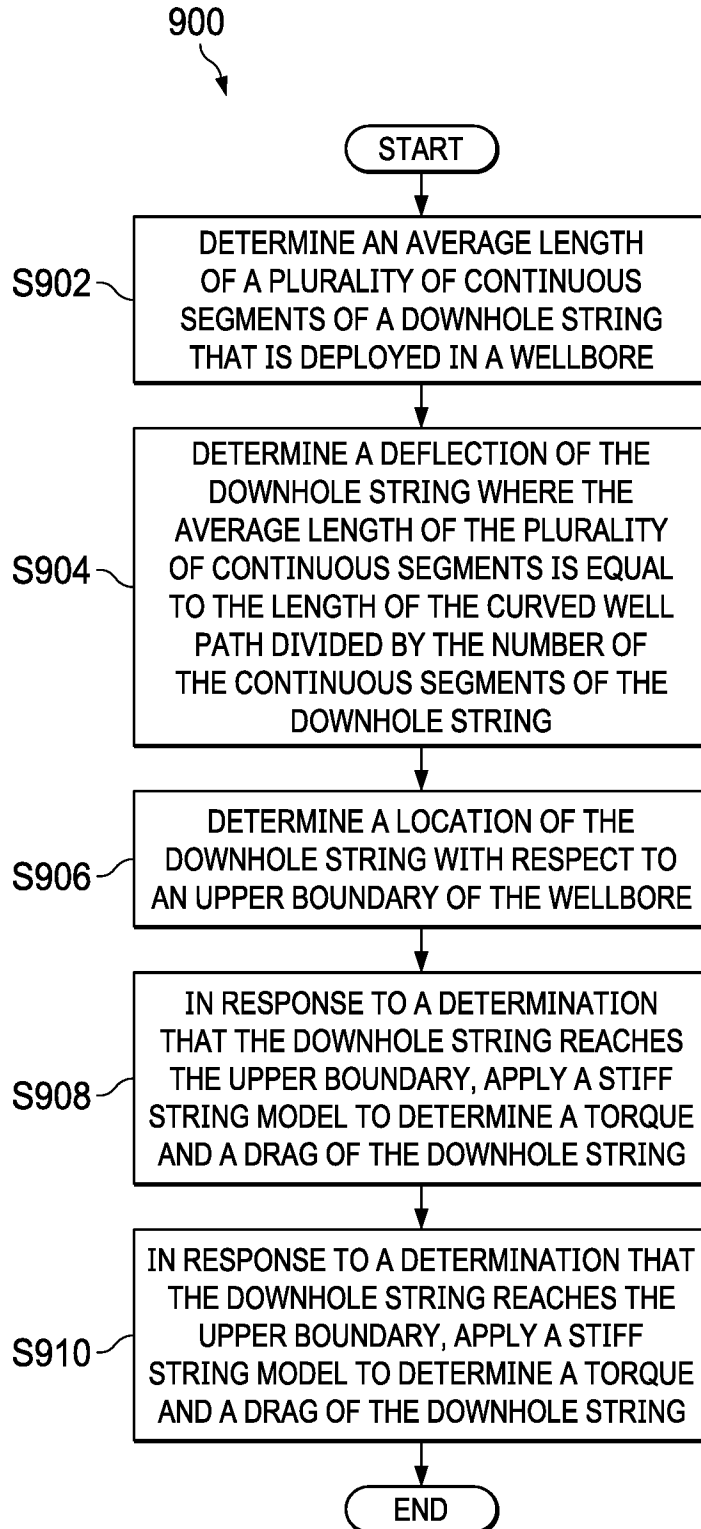 900
START
S902
DETERMINE AN AVERAGE LENGTH
OF A PLURALITY OF CONTINUOUS
SEGMENTS OF A DOWNHOLE STRING
THAT IS DEPLOYED IN A WELLBORE
S904
DETERMINE A DEFLECTION OF THE
DOWNHOLE STRING WHERE THE
AVERAGE LENGTH OF THE PLURALITY
OF CONTINUOUS SEGMENTS IS EQUAL
TO THE LENGTH OF THE CURVED WELL
PATH DIVIDED BY THE NUMBER OF
THE CONTINUOUS SEGMENTS OF THE
DOWNHOLE STRING
S906
DETERMINE A LOCATION OF THE
DOWNHOLE STRING WITH RESPECT TO
AN UPPER BOUNDARY OF THE WELLBORE
S908
IN RESPONSE TO A DETERMINATION
THAT THE DOWNHOLE STRING REACHES
THE UPPER BOUNDARY, APPLY A STIFF
STRING MODEL TO DETERMINE A TORQUE
AND A DRAG OF THE DOWNHOLE STRING
S910
IN RESPONSE TO A DETERMINATION THAT
THE DOWNHOLE STRING REACHES THE
UPPER BOUNDARY, APPLY A STIFF
STRING MODEL TO DETERMINE A TORQUE
AND A DRAG OF THE DOWNHOLE STRING
END